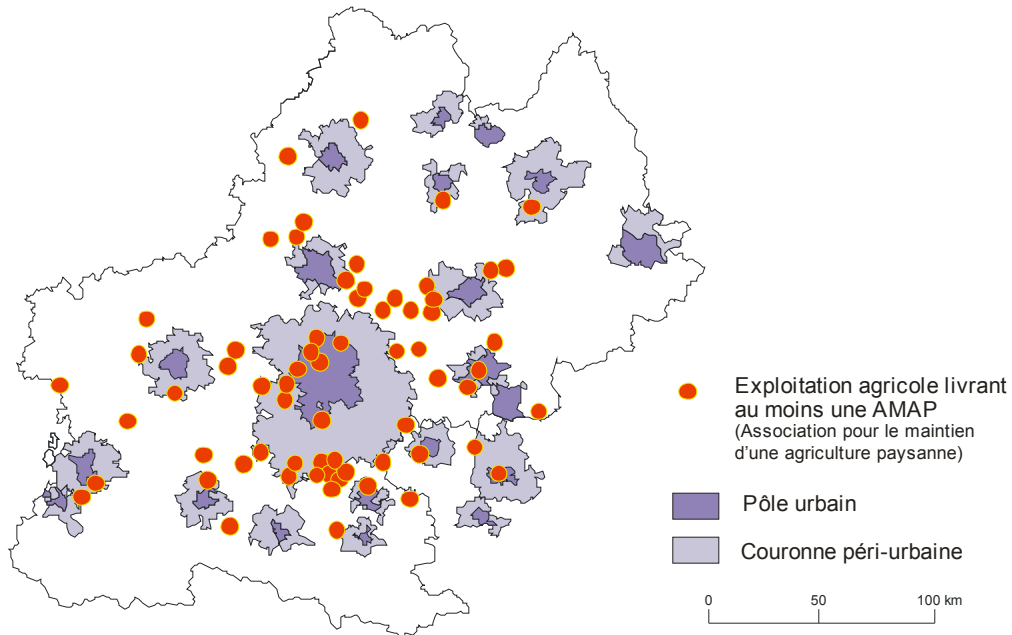 Exploitation agricole livrant
au moins une AMAP
(Association pour le maintien
d'une agriculture paysanne)
Pôle urbain
Couronne péri-urbaine
0 50 100 km